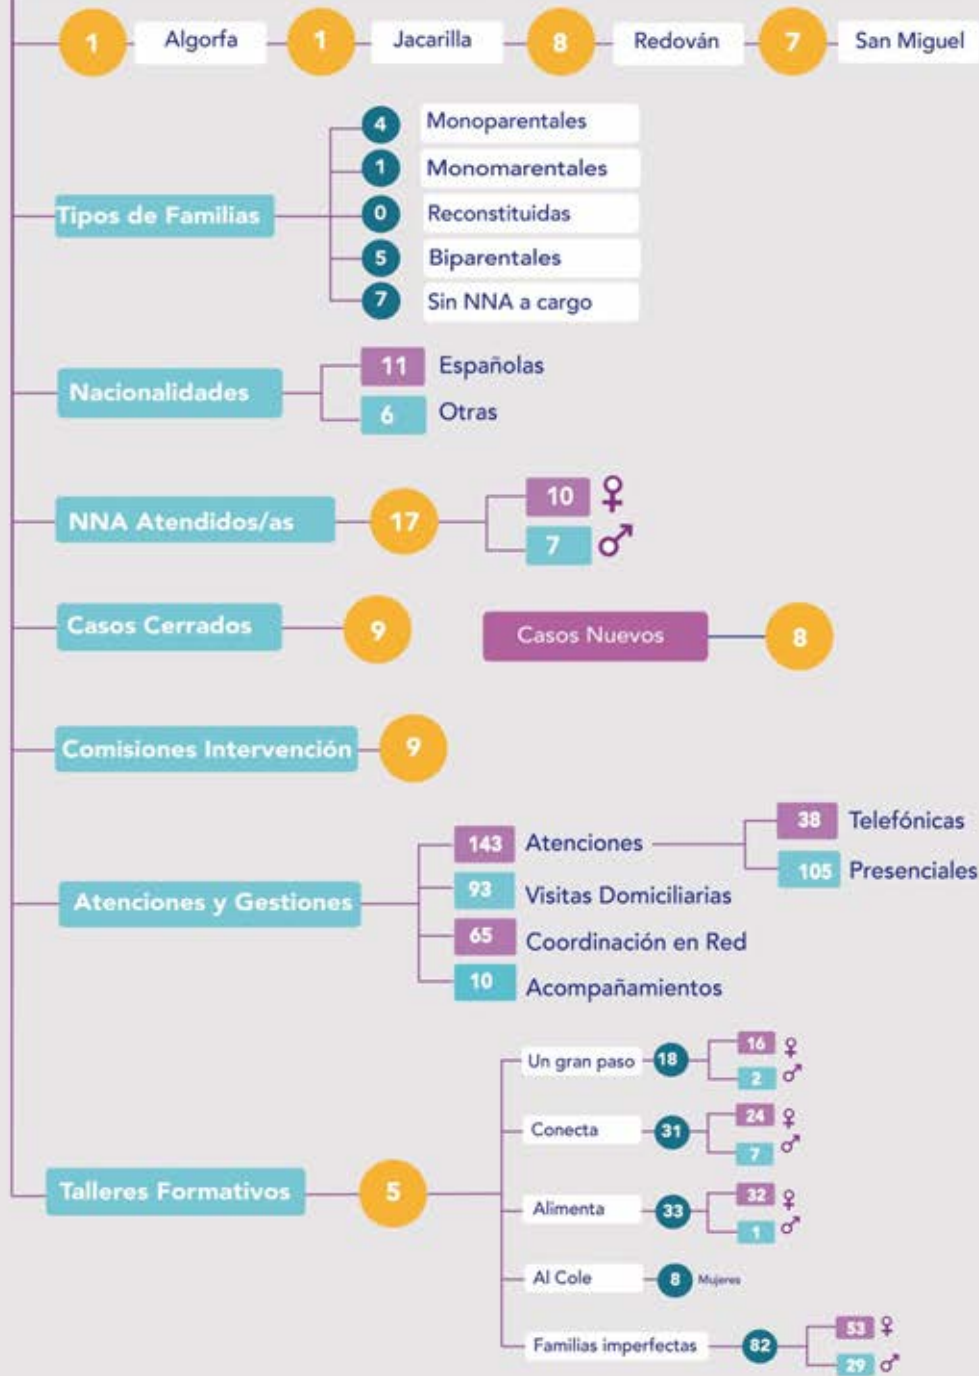 1 Algorfa 1 Jacarilla 8 Redován 7 San Miguel
Tipos de Familias
4 Monoparentales
1 Monomarentales
0 Reconstituidas
5 Biparentales
7 Sin NNA a cargo
Nacionalidades
11 Españolas
6 Otras
NNA Atendidos/as 17
10 ♀
7 ♂
Casos Cerrados 9
Casos Nuevos 8
Comisiones Intervención 9
Atenciones y Gestiones
143 Atenciones
38 Telefónicas
105 Presenciales
93 Visitas Domiciliarias
65 Coordinación en Red
10 Acompañamientos
Talleres Formativos 5
Un gran paso 18
16 ♀
2 ♂
Conecta 31
24 ♀
7 ♂
Alimenta 33
32 ♀
1 ♂
Al Cole 8 Mujeres
Familias imperfectas 82
53 ♀
29 ♂